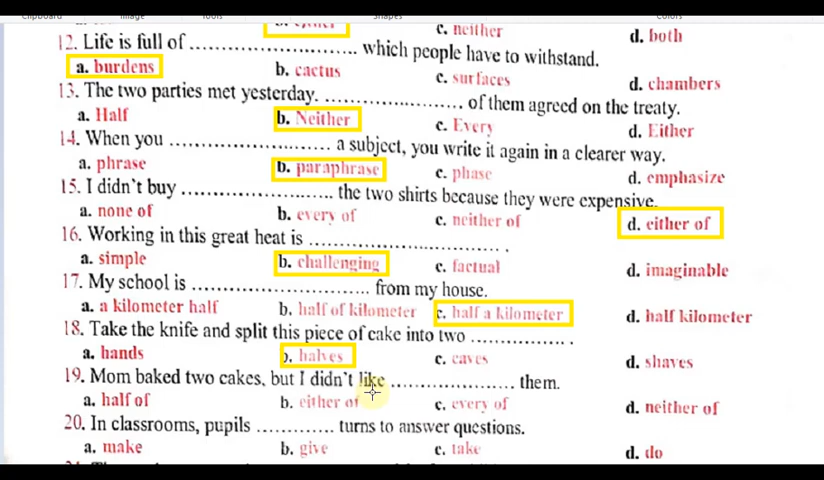 c. neither d. both
12. Life is full of .............................. which people have to withstand.
a. burdens b. cactus c. surfaces d. chambers
13. The two parties met yesterday. ......................... of them agreed on the treaty.
a. Half b. Neither c. Every d. Either
14. When you .............................. a subject, you write it again in a clearer way.
a. phrase b. paraphrase c. phase d. emphasize
15. I didn't buy .............................. the two shirts because they were expensive.
a. none of b. every of c. neither of d. either of
16. Working in this great heat is ................................... .
a. simple b. challenging c. factual d. imaginable
17. My school is ............................... from my house.
a. a kilometer half b. half of kilometer c. half a kilometer d. half kilometer
18. Take the knife and split this piece of cake into two ................... .
a. hands b. halves c. caves d. shaves
19. Mom baked two cakes, but I didn't like ...................... them.
a. half of b. either of c. every of d. neither of
20. In classrooms, pupils ............. turns to answer questions.
a. make b. give c. take d. do